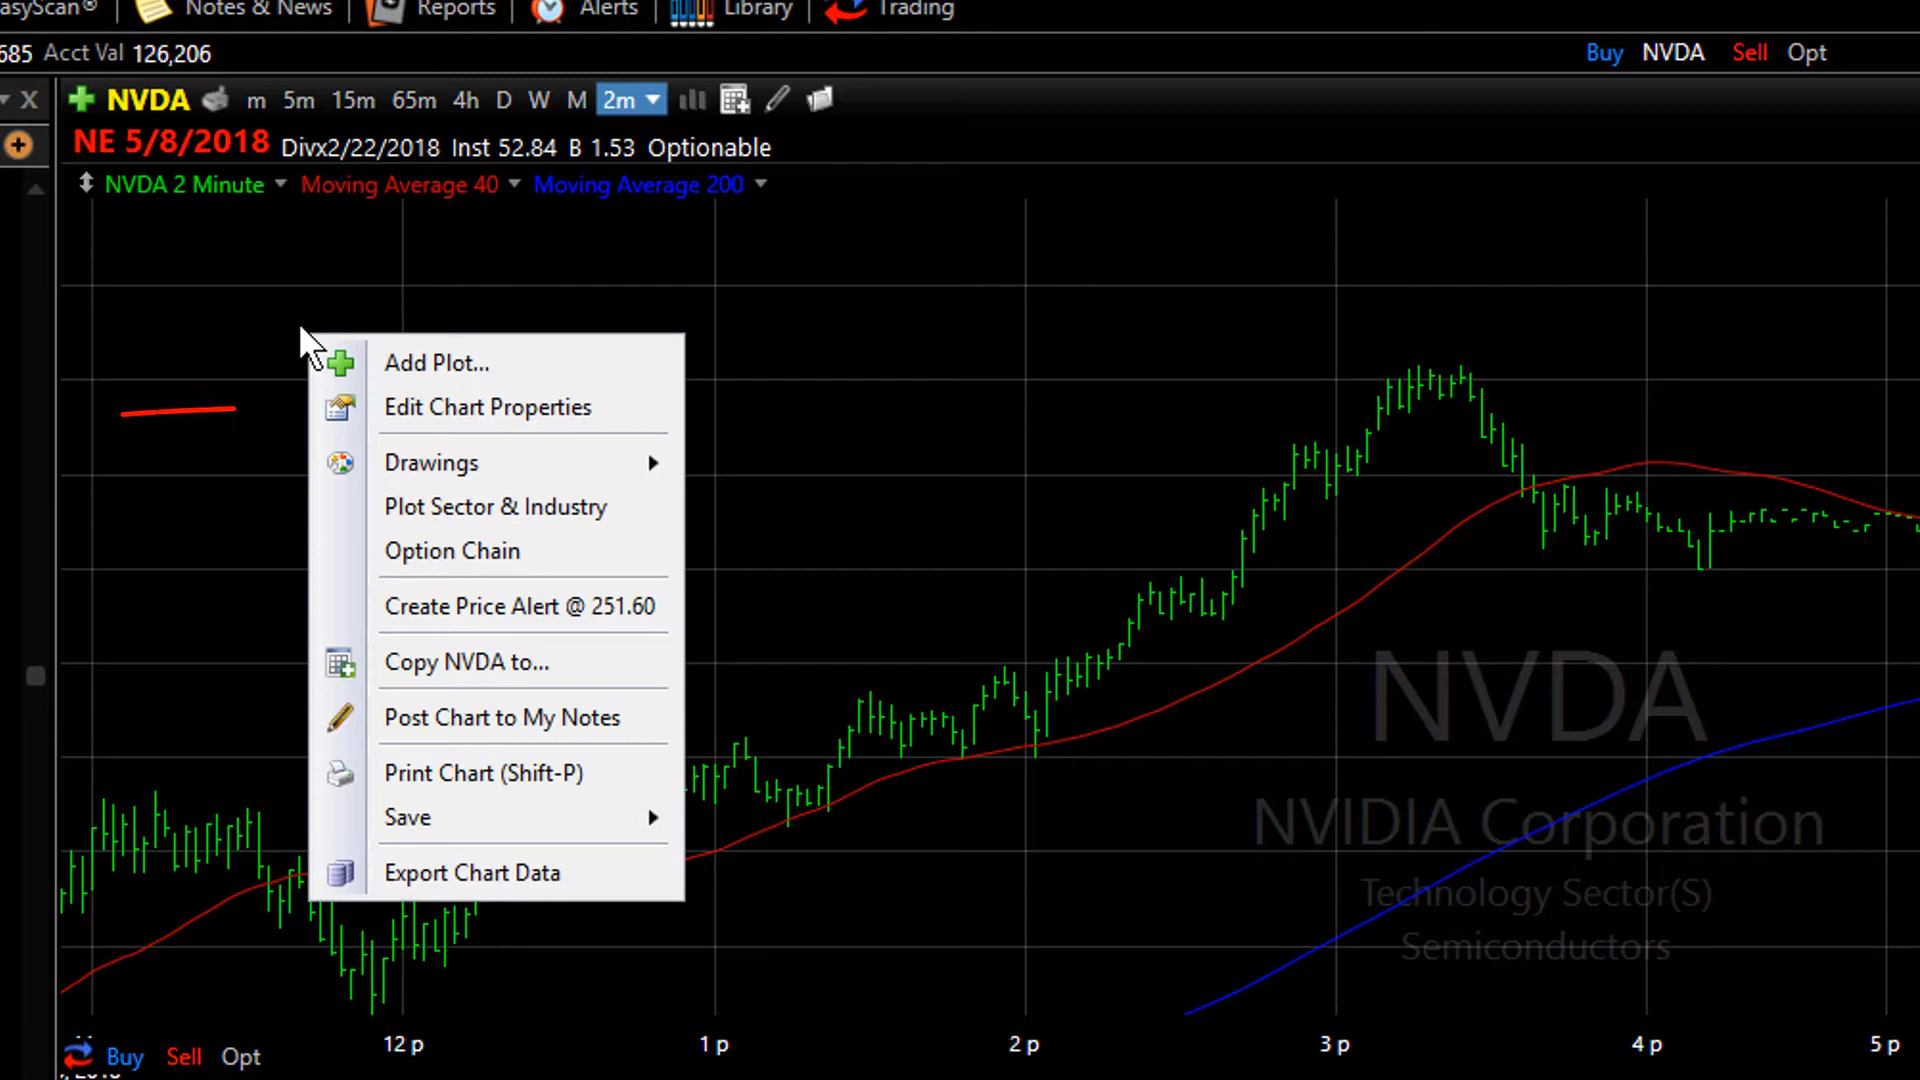 asyScan® Notes & News Reports Alerts Library Trading
685 Acct Val 126,206 Buy NVDA Sell Opt
X NVDA m 5m 15m 65m 4h D W M 2m
NE 5/8/2018 Divx2/22/2018 Inst 52.84 B 1.53 Optionable
NVDA 2 Minute Moving Average 40 Moving Average 200
Add Plot...
Edit Chart Properties
Drawings
Plot Sector & Industry
Option Chain
Create Price Alert @ 251.60
Copy NVDA to...
Post Chart to My Notes
Print Chart (Shift-P)
Save
Export Chart Data
NVDA
NVIDIA Corporation
Technology Sector(S)
Semiconductors
12 p 1 p 2 p 3 p 4 p 5 p
Buy Sell Opt